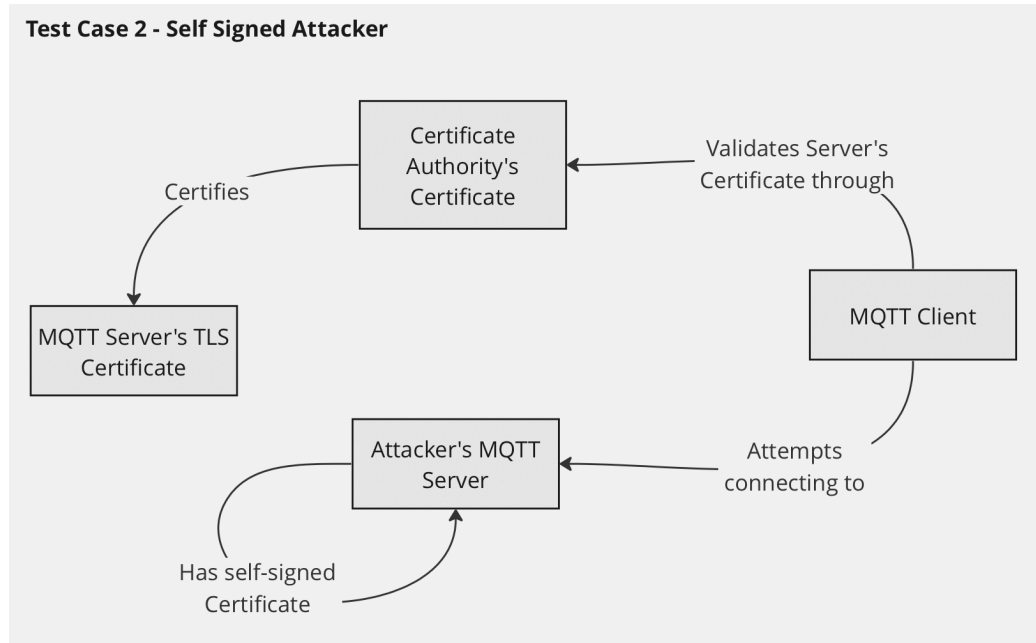 Test Case 2 - Self Signed Attacker
Certificate
Authority's
Certificate
Validates Server's
Certificate through
Certifies
MQTT Server's TLS
Certificate
MQTT Client
Attacker's MQTT
Server
Attempts
connecting to
Has self-signed
Certificate